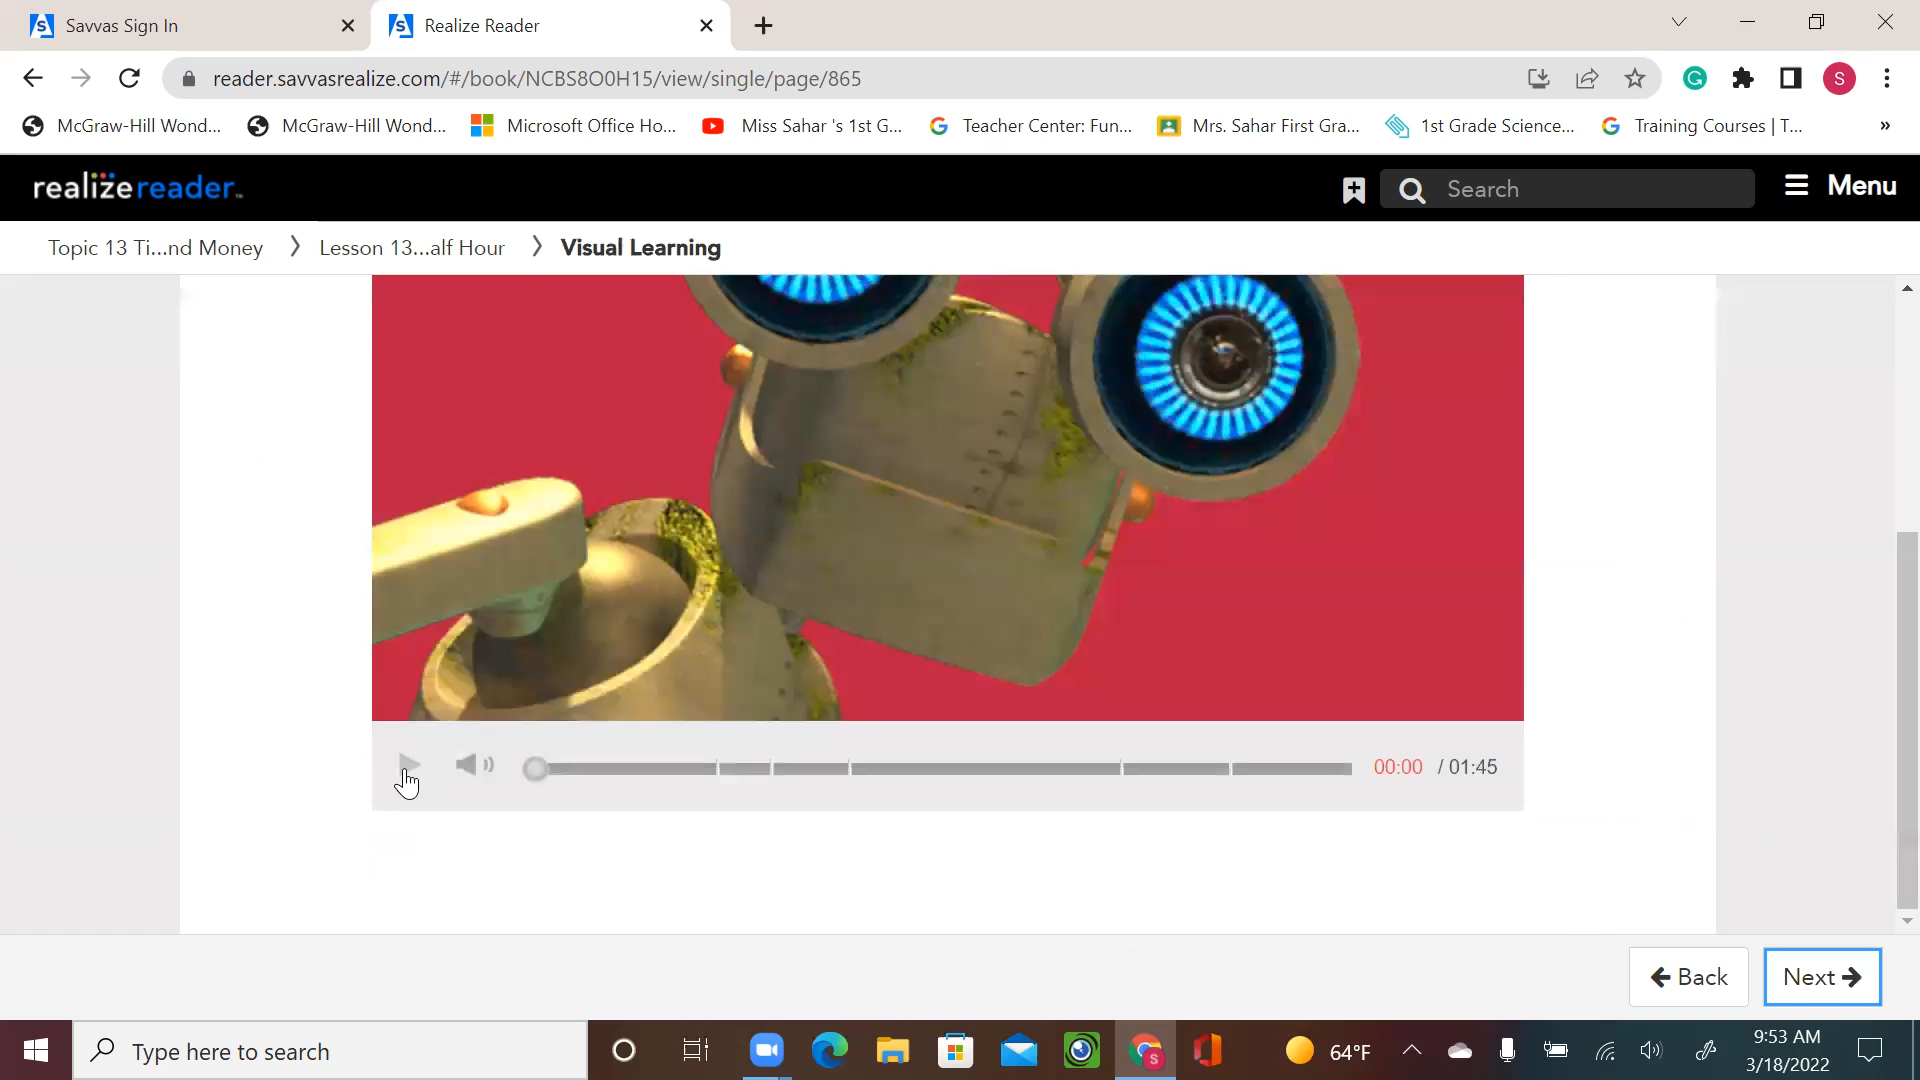 Savvas Sign In
Realize Reader
reader.savvasrealize.com/#/book/NCBS8O0H15/view/single/page/865
S
McGraw-Hill Wond...
McGraw-Hill Wond...
Microsoft Office Ho...
Miss Sahar 's 1st G...
Teacher Center: Fun...
Mrs. Sahar First Gra...
1st Grade Science...
Training Courses | T...
»
realize reader™
Search
Menu
Topic 13 Ti...nd Money
Lesson 13...alf Hour
Visual Learning
00:00 / 01:45
Back
Next
Type here to search
64°F
9:53 AM
3/18/2022